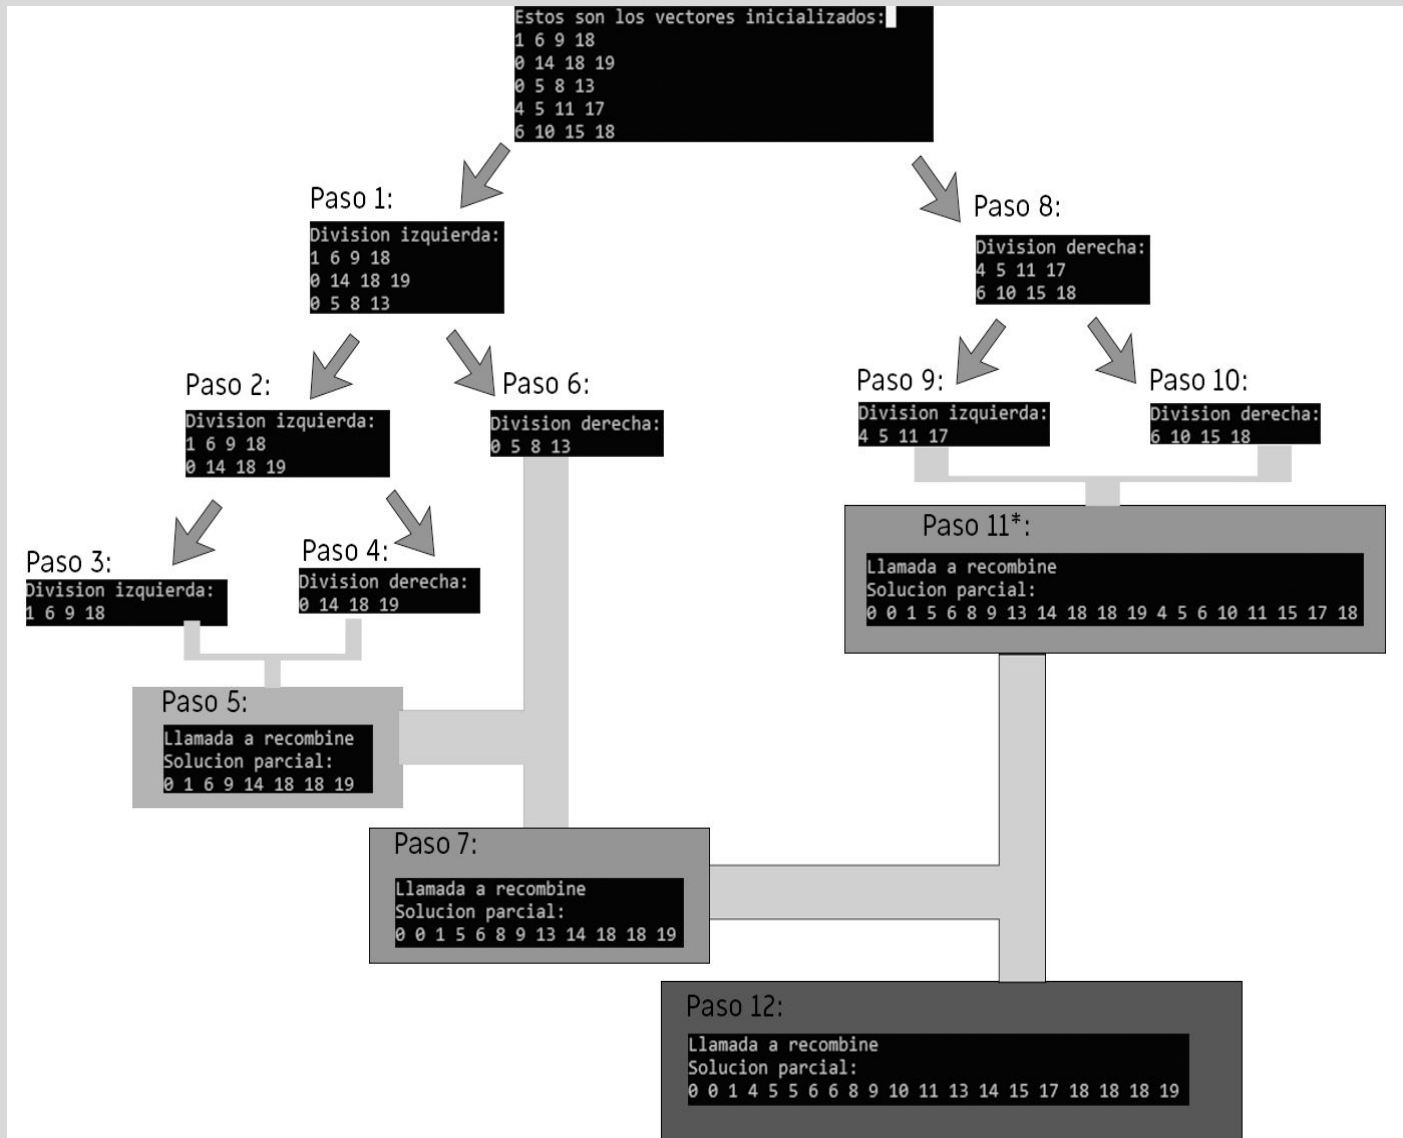 Estos son los vectores inicializados:
1 6 9 18
0 14 18 19
0 5 8 13
4 5 11 17
6 10 15 18
Paso 1:
Division izquierda:
1 6 9 18
0 14 18 19
0 5 8 13
Paso 8:
Division derecha:
4 5 11 17
6 10 15 18
Paso 2:
Division izquierda:
1 6 9 18
0 14 18 19
Paso 6:
Division derecha:
0 5 8 13
Paso 9:
Division izquierda:
4 5 11 17
Paso 10:
Division derecha:
6 10 15 18
Paso 3:
Division izquierda:
1 6 9 18
Paso 4:
Division derecha:
0 14 18 19
Paso 11*:
Llamada a recombine
Solucion parcial:
0 0 1 5 6 8 9 13 14 18 18 19 4 5 6 10 11 15 17 18
Paso 5:
Llamada a recombine
Solucion parcial:
0 1 6 9 14 18 18 19
Paso 7:
Llamada a recombine
Solucion parcial:
0 0 1 5 6 8 9 13 14 18 18 19
Paso 12:
Llamada a recombine
Solucion parcial:
0 0 1 4 5 5 6 6 8 9 10 11 13 14 15 17 18 18 18 19